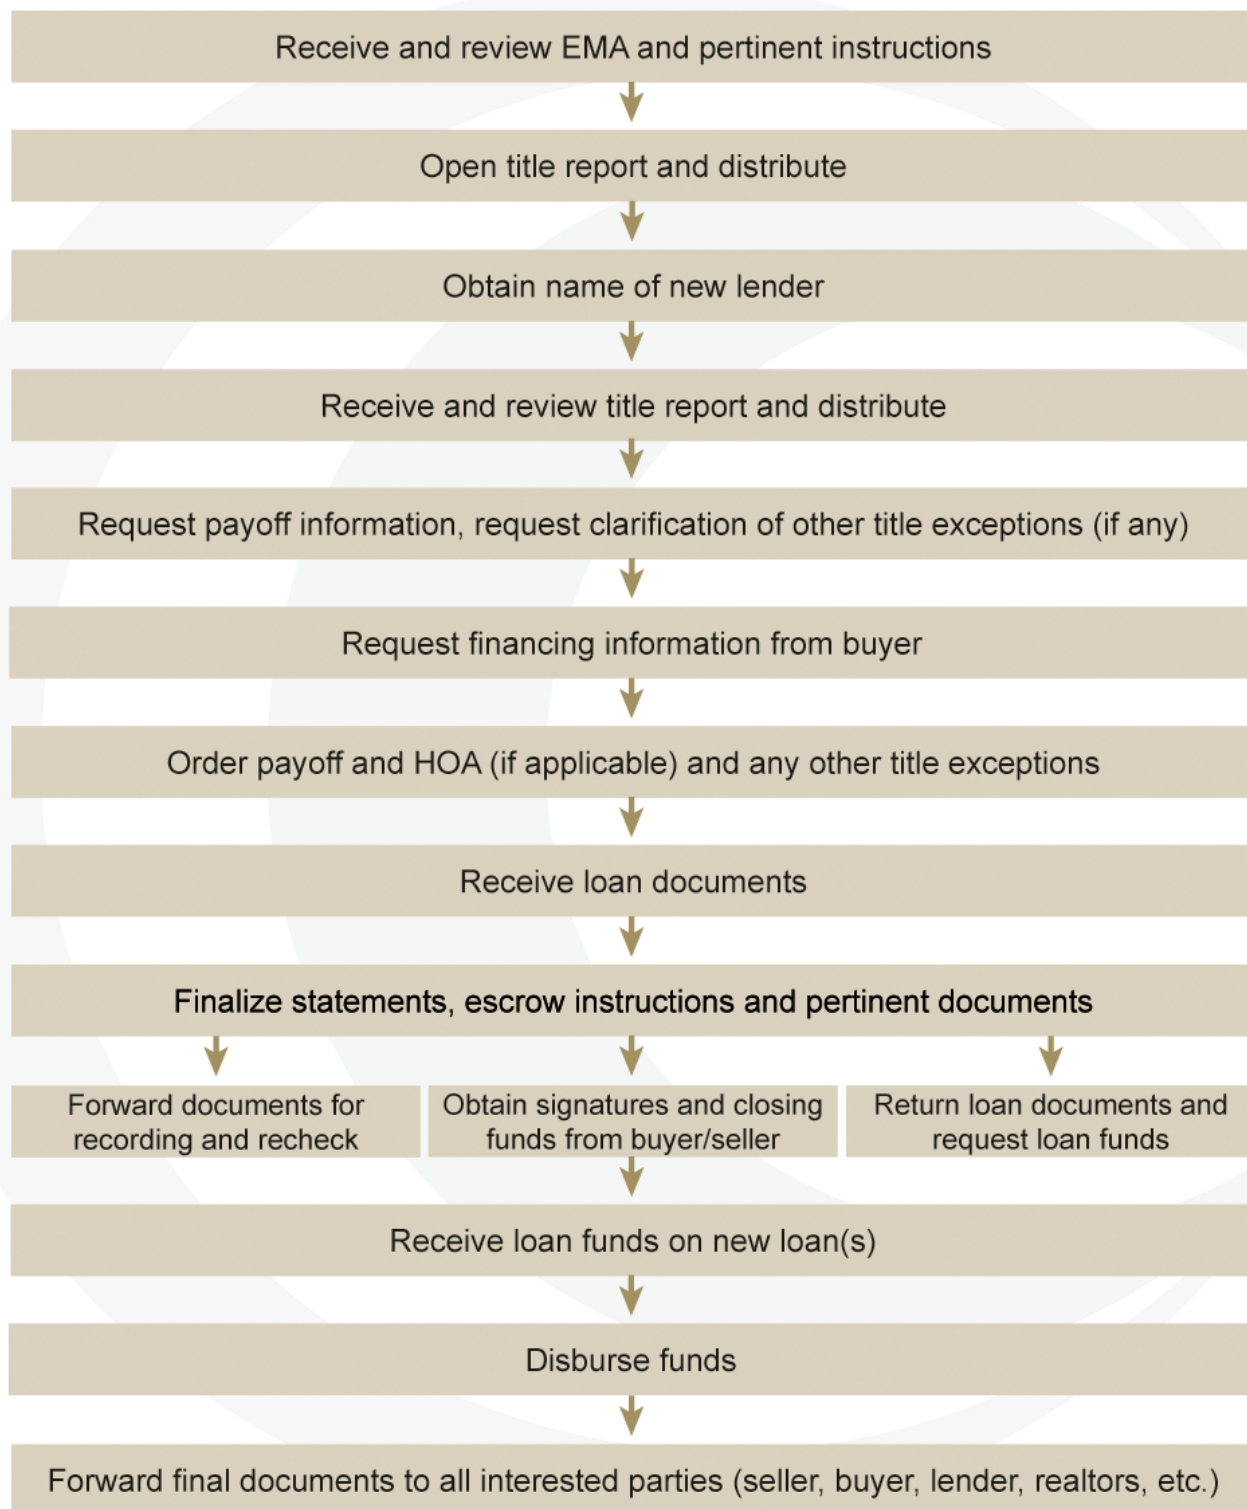 Receive and review EMA and pertinent instructions
Open title report and distribute
Obtain name of new lender
Receive and review title report and distribute
Request payoff information, request clarification of other title exceptions (if any)
Request financing information from buyer
Order payoff and HOA (if applicable) and any other title exceptions
Receive loan documents
Finalize statements, escrow instructions and pertinent documents
Forward documents for
recording and recheck
Obtain signatures and closing
funds from buyer/seller
Return loan documents and
request loan funds
Receive loan funds on new loan(s)
Disburse funds
Forward final documents to all interested parties (seller, buyer, lender, realtors, etc.)